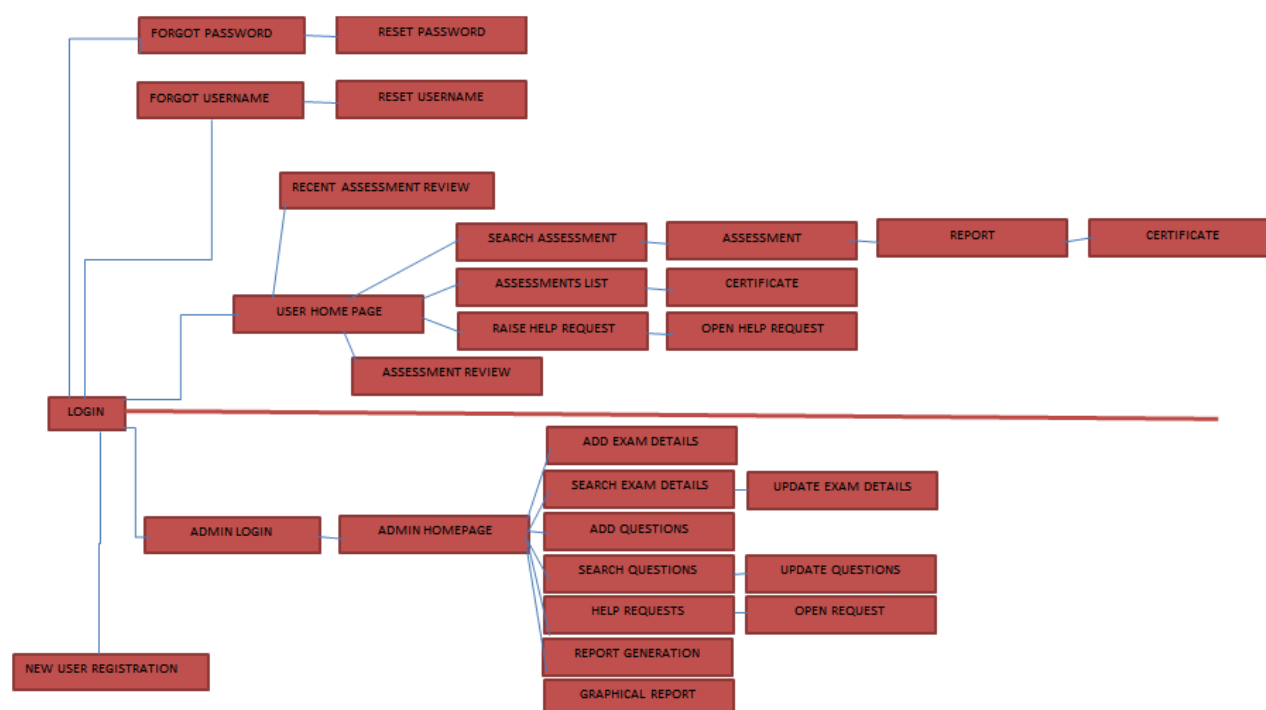 FORGOT PASSWORD
RESET PASSWORD
FORGOT USERNAME
RESET USERNAME
RECENT ASSESSMENT REVIEW
SEARCH ASSESSMENT
ASSESSMENT
REPORT
CERTIFICATE
ASSESSMENTS LIST
CERTIFICATE
USER HOME PAGE
RAISE HELP REQUEST
OPEN HELP REQUEST
ASSESSMENT REVIEW
LOGIN
ADD EXAM DETAILS
SEARCH EXAM DETAILS
UPDATE EXAM DETAILS
ADMIN LOGIN
ADMIN HOMEPAGE
ADD QUESTIONS
SEARCH QUESTIONS
UPDATE QUESTIONS
HELP REQUESTS
OPEN REQUEST
REPORT GENERATION
NEW USER REGISTRATION
GRAPHICAL REPORT